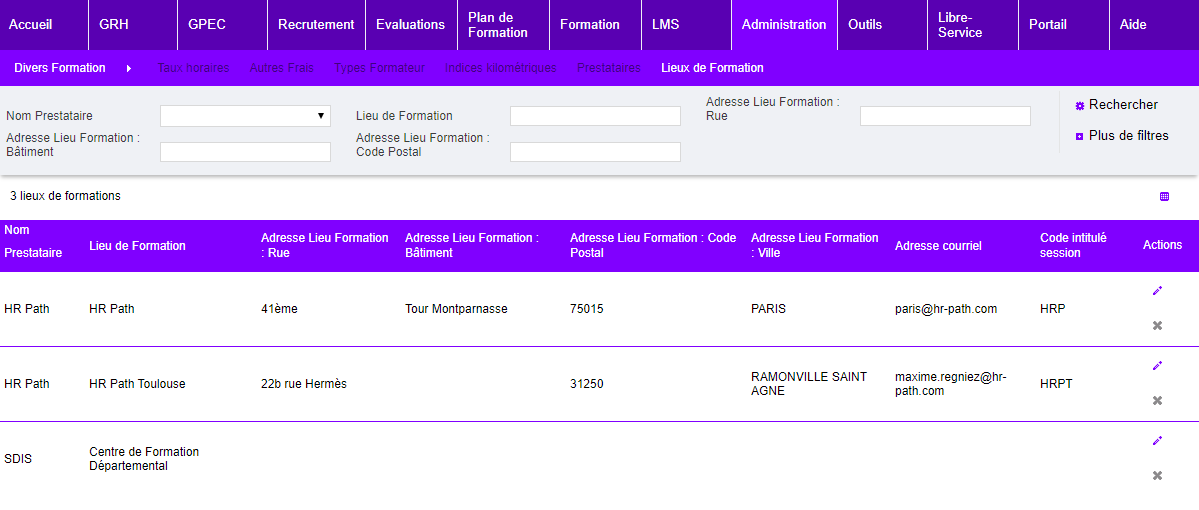 Accueil GRH GPEC Recrutement Evaluations Plan de Formation Formation LMS Administration Outils Libre-Service Portail Aide
Divers Formation Taux horaires Autres Frais Types Formateur Indices kilométriques Prestataires Lieux de Formation
Nom Prestataire
Lieu de Formation
Adresse Lieu Formation :
Rue
Rechercher
Adresse Lieu Formation :
Bâtiment
Adresse Lieu Formation :
Code Postal
Plus de filtres
3 lieux de formations
Nom
Prestataire
Lieu de Formation
Adresse Lieu Formation
: Rue
Adresse Lieu Formation :
Bâtiment
Adresse Lieu Formation : Code
Postal
Adresse Lieu Formation
: Ville
Adresse courriel
Code intitulé
session
Actions
HR Path HR Path 41ème Tour Montparnasse 75015 PARIS paris@hr-path.com HRP
HR Path HR Path Toulouse 22b rue Hermès 31250
RAMONVILLE SAINT
AGNE
maxime.regniez@hr-
path.com
HRPT
SDIS
Centre de Formation
Départemental